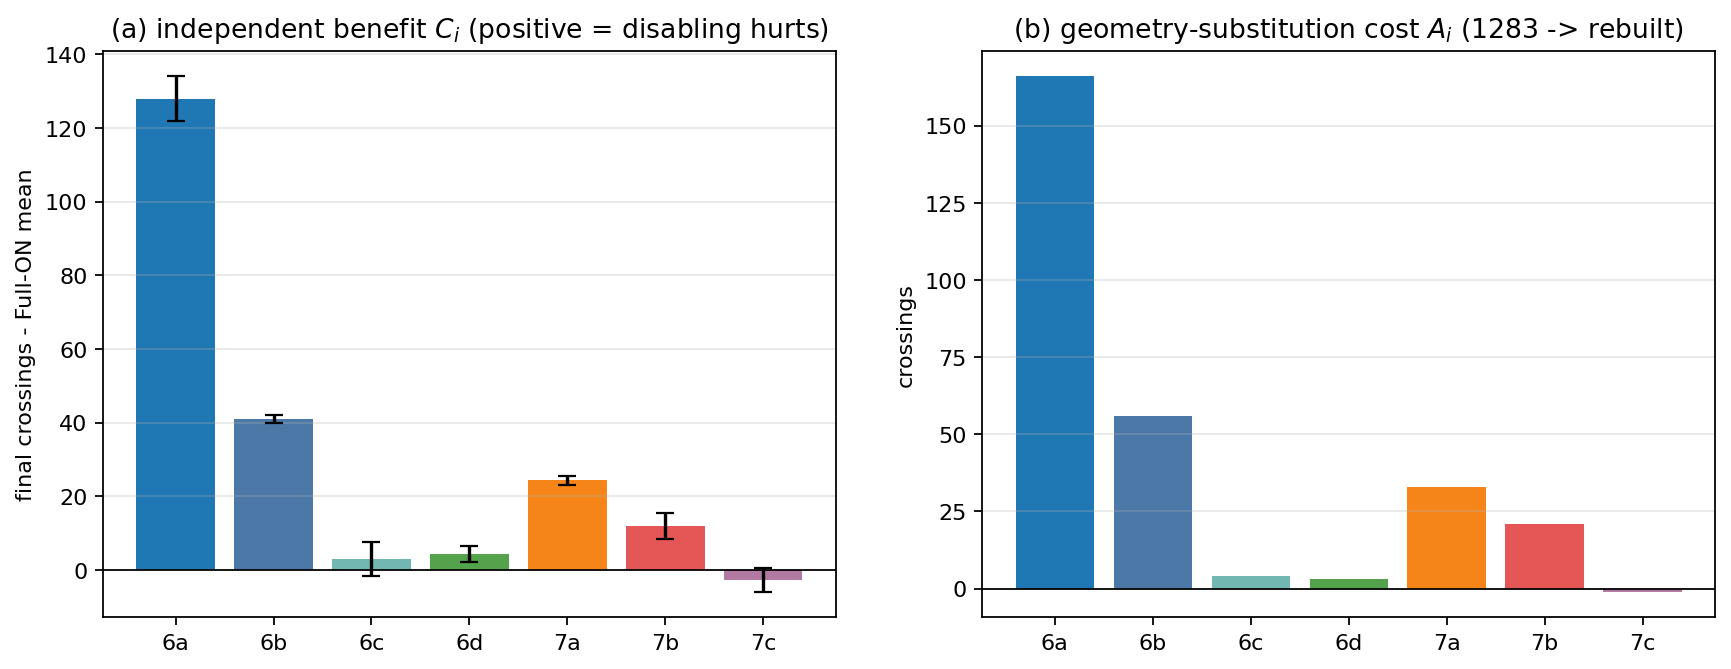 (a) independent benefit $C_i$ (positive = disabling hurts)
final crossings - Full-ON mean
140
120
100
80
60
40
20
0
6a 6b 6c 6d 7a 7b 7c
(b) geometry-substitution cost $A_i$ (1283 -> rebuilt)
crossings
150
125
100
75
50
25
0
6a 6b 6c 6d 7a 7b 7c